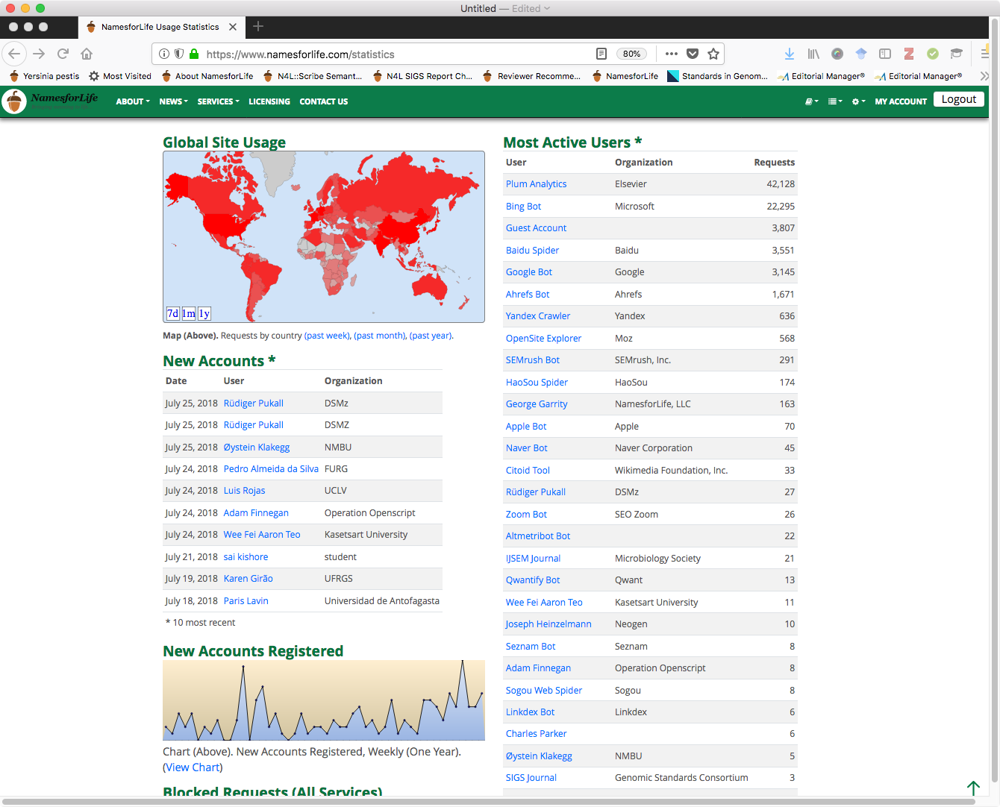 Untitled — Edited
NamesforLife Usage Statistics
https://www.namesforlife.com/statistics
80%
Yersinia pestis
Most Visited
About NamesforLife
N4L::Scribe Semant...
N4L SIGS Report Ch...
Reviewer Recomme...
NamesforLife
Standards in Genom...
Editorial Manager®
Editorial Manager®
NamesforLife
ABOUT
NEWS
SERVICES
LICENSING
CONTACT US
MY ACCOUNT
Logout
Global Site Usage
7d 1m 1y
Map (Above). Requests by country (past week), (past month), (past year).
New Accounts *
Date User Organization
July 25, 2018 Rüdiger Pukall DSMz
July 25, 2018 Rüdiger Pukall DSMZ
July 25, 2018 Øystein Klakegg NMBU
July 24, 2018 Pedro Almeida da Silva FURG
July 24, 2018 Luis Rojas UCLV
July 24, 2018 Adam Finnegan Operation Openscript
July 24, 2018 Wee Fei Aaron Teo Kasetsart University
July 21, 2018 sai kishore student
July 19, 2018 Karen Girão UFRGS
July 18, 2018 Paris Lavin Universidad de Antofagasta
* 10 most recent
New Accounts Registered
Chart (Above). New Accounts Registered, Weekly (One Year).
(View Chart)
Blocked Requests (All Services)
Most Active Users *
User Organization Requests
Plum Analytics Elsevier 42,128
Bing Bot Microsoft 22,295
Guest Account 3,807
Baidu Spider Baidu 3,551
Google Bot Google 3,145
Ahrefs Bot Ahrefs 1,671
Yandex Crawler Yandex 636
OpenSite Explorer Moz 568
SEMrush Bot SEMrush, Inc. 291
HaoSou Spider HaoSou 174
George Garrity NamesforLife, LLC 163
Apple Bot Apple 70
Naver Bot Naver Corporation 45
Citoid Tool Wikimedia Foundation, Inc. 33
Rüdiger Pukall DSMz 27
Zoom Bot SEO Zoom 26
Altmetribot Bot 22
IJSEM Journal Microbiology Society 21
Qwantify Bot Qwant 13
Wee Fei Aaron Teo Kasetsart University 11
Joseph Heinzelmann Neogen 10
Seznam Bot Seznam 8
Adam Finnegan Operation Openscript 8
Sogou Web Spider Sogou 8
Linkdex Bot Linkdex 6
Charles Parker 6
Øystein Klakegg NMBU 5
SIGS Journal Genomic Standards Consortium 3